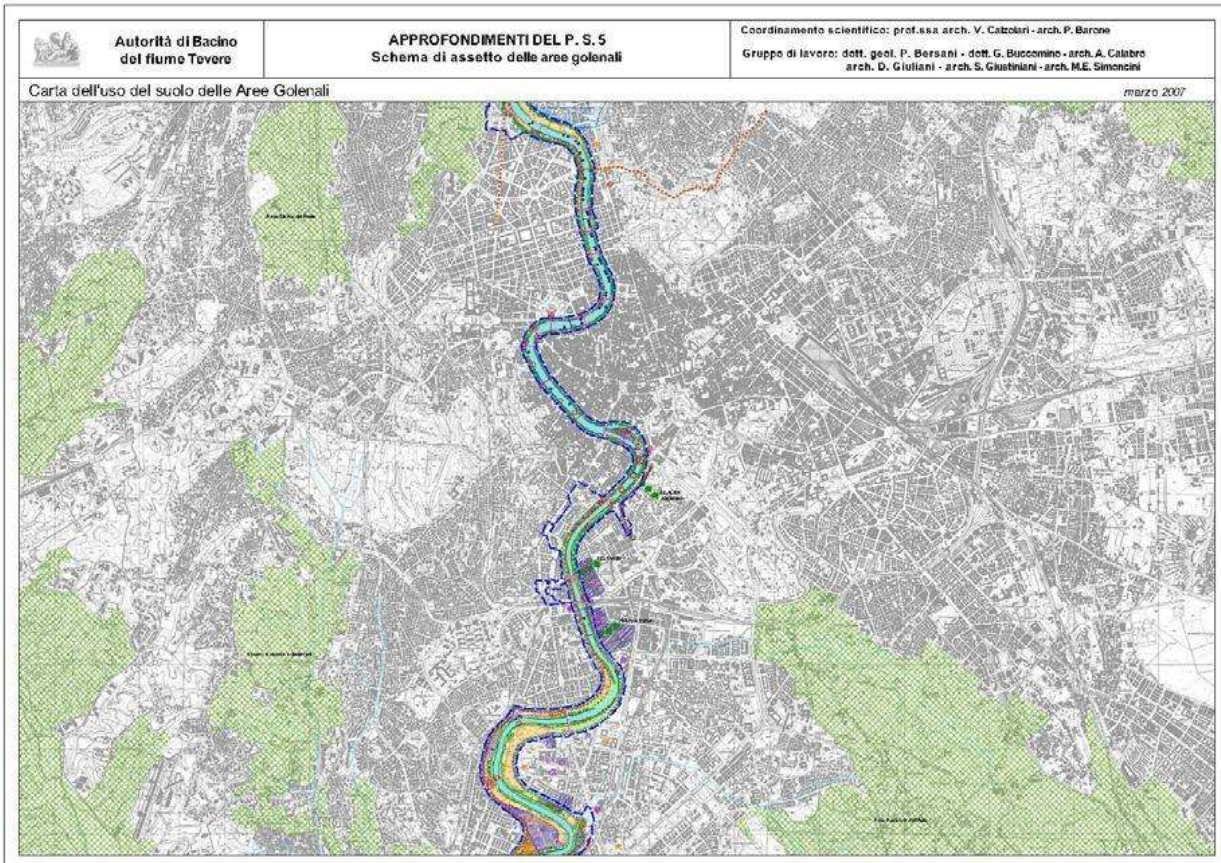 Autorità di Bacino
del fiume Tevere
APPROFONDIMENTI DEL P. S. 5
Schema di assetto delle aree golenali
Coordinamento scientifico: prof.ssa arch. V. Calzolari - arch. P. Barone
Gruppo di lavoro: dott. geol. P. Bersani - dott. G. Buccomino - arch. A. Calabrò
arch. D. Giuliani - arch. S. Giustiniani - arch. M.E. Simoncini
Carta dell'uso del suolo delle Aree Golenali
marzo 2007